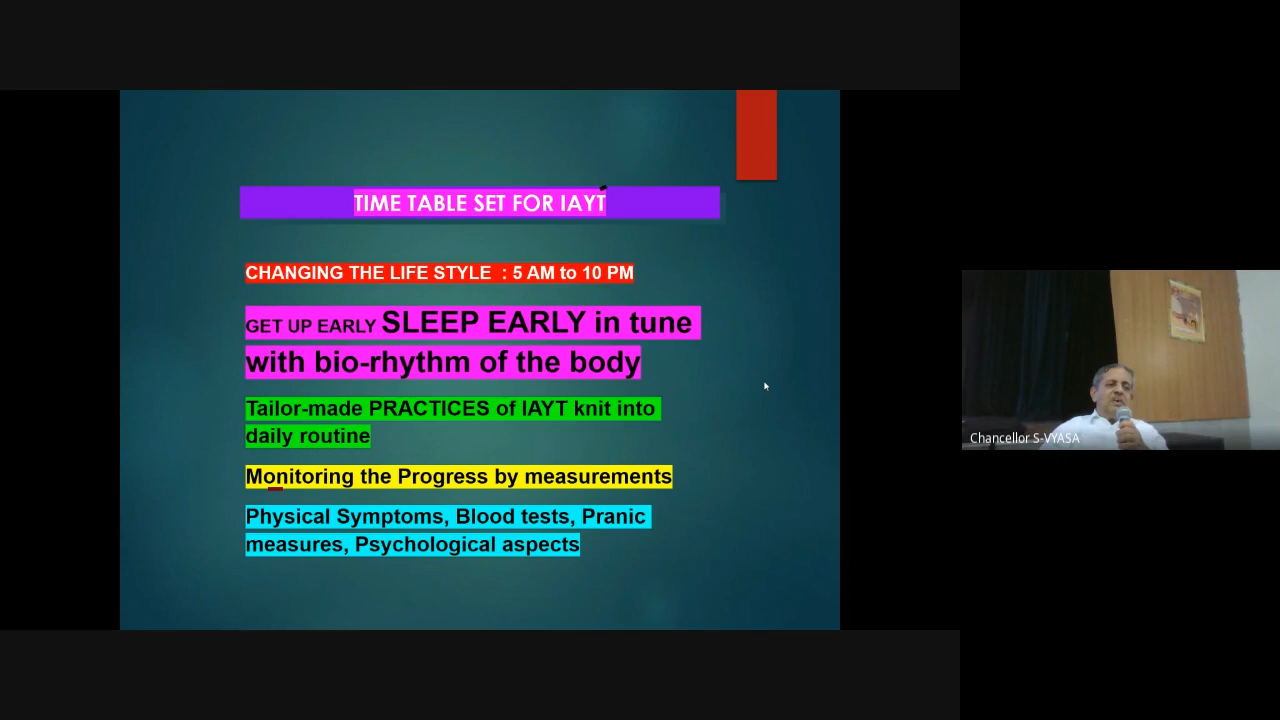 TIME TABLE SET FOR IAYT
CHANGING THE LIFE STYLE : 5 AM to 10 PM
GET UP EARLY SLEEP EARLY in tune
with bio-rhythm of the body
Tailor-made PRACTICES of IAYT knit into
daily routine
Monitoring the Progress by measurements
Physical Symptoms, Blood tests, Pranic
measures, Psychological aspects
Chancellor S-VYASA